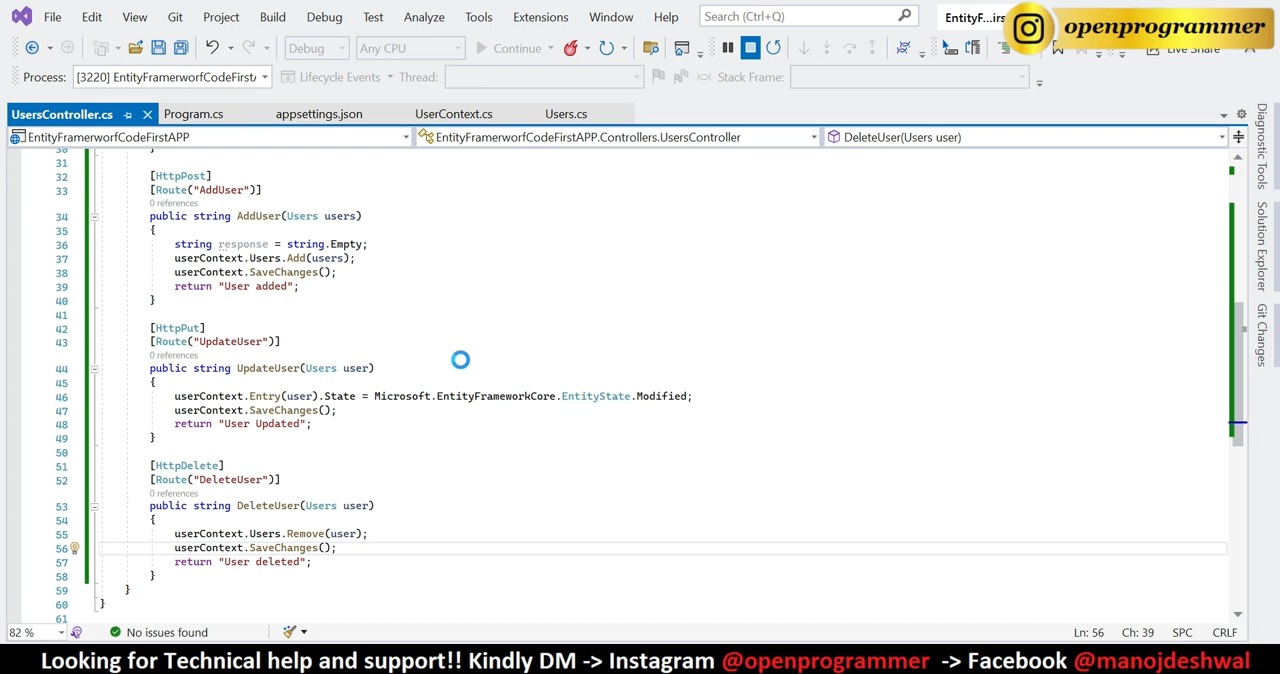 File Edit View Git Project Build Debug Test Analyze Tools Extensions Window Help Search (Ctrl+Q)
openprogrammer
Debug Any CPU Continue
Process: [3220] EntityFramerworfCodeFirstA Lifecycle Events Thread: Stack Frame:
UsersController.cs Program.cs appsettings.json UserContext.cs Users.cs
EntityFramerworfCodeFirstAPP EntityFramerworfCodeFirstAPP.Controllers.UsersController DeleteUser(Users user)
31
32 [HttpPost]
33 [Route("AddUser")]
0 references
34 public string AddUser(Users users)
35 {
36 string response = string.Empty;
37 userContext.Users.Add(users);
38 userContext.SaveChanges();
39 return "User added";
40 }
41
42 [HttpPut]
43 [Route("UpdateUser")]
0 references
44 public string UpdateUser(Users user)
45 {
46 userContext.Entry(user).State = Microsoft.EntityFrameworkCore.EntityState.Modified;
47 userContext.SaveChanges();
48 return "User Updated";
49 }
50
51 [HttpDelete]
52 [Route("DeleteUser")]
0 references
53 public string DeleteUser(Users user)
54 {
55 userContext.Users.Remove(user);
56 userContext.SaveChanges();
57 return "User deleted";
58 }
59 }
60 }
61
82 % No issues found Ln: 56 Ch: 39 SPC CRLF
Diagnostic Tools
Solution Explorer
Git Changes
Looking for Technical help and support!! Kindly DM -> Instagram @openprogrammer -> Facebook @manojdeshwal